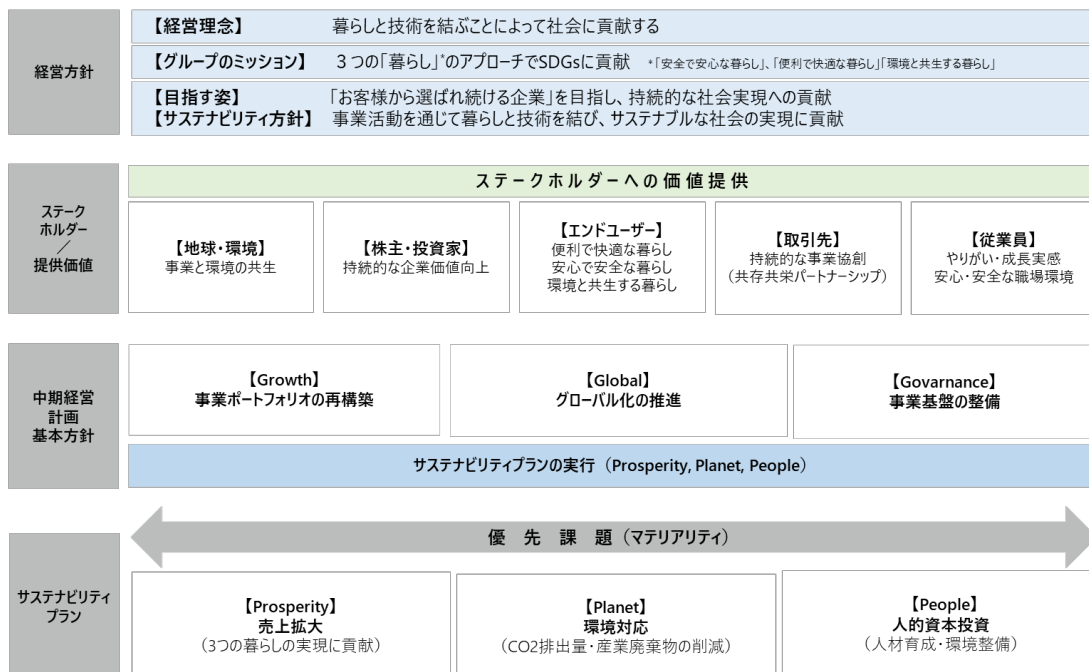 経営方針
【経営理念】 暮らしと技術を結ぶことによって社会に貢献する
【グループのミッション】 3つの「暮らし」*のアプローチでSDGsに貢献 *「安全で安心な暮らし」、「便利で快適な暮らし」「環境と共生する暮らし」
【目指す姿】 「お客様から選ばれ続ける企業」を目指し、持続的な社会実現への貢献
【サステナビリティ方針】 事業活動を通じて暮らしと技術を結び、サステナブルな社会の実現に貢献
ステーク
ホルダー
／
提供価値
ステークホルダーへの価値提供
【地球・環境】
事業と環境の共生
【株主・投資家】
持続的な企業価値向上
【エンドユーザー】
便利で快適な暮らし
安心で安全な暮らし
環境と共生する暮らし
【取引先】
持続的な事業協創
（共存共栄パートナーシップ）
【従業員】
やりがい・成長実感
安心・安全な職場環境
中期経営
計画
基本方針
【Growth】
事業ポートフォリオの再構築
【Global】
グローバル化の推進
【Govarnance】
事業基盤の整備
サステナビリティプランの実行（Prosperity, Planet, People）
サステナビリティ
プラン
優先課題（マテリアリティ）
【Prosperity】
売上拡大
（3つの暮らしの実現に貢献）
【Planet】
環境対応
（CO2排出量・産業廃棄物の削減）
【People】
人的資本投資
（人材育成・環境整備）